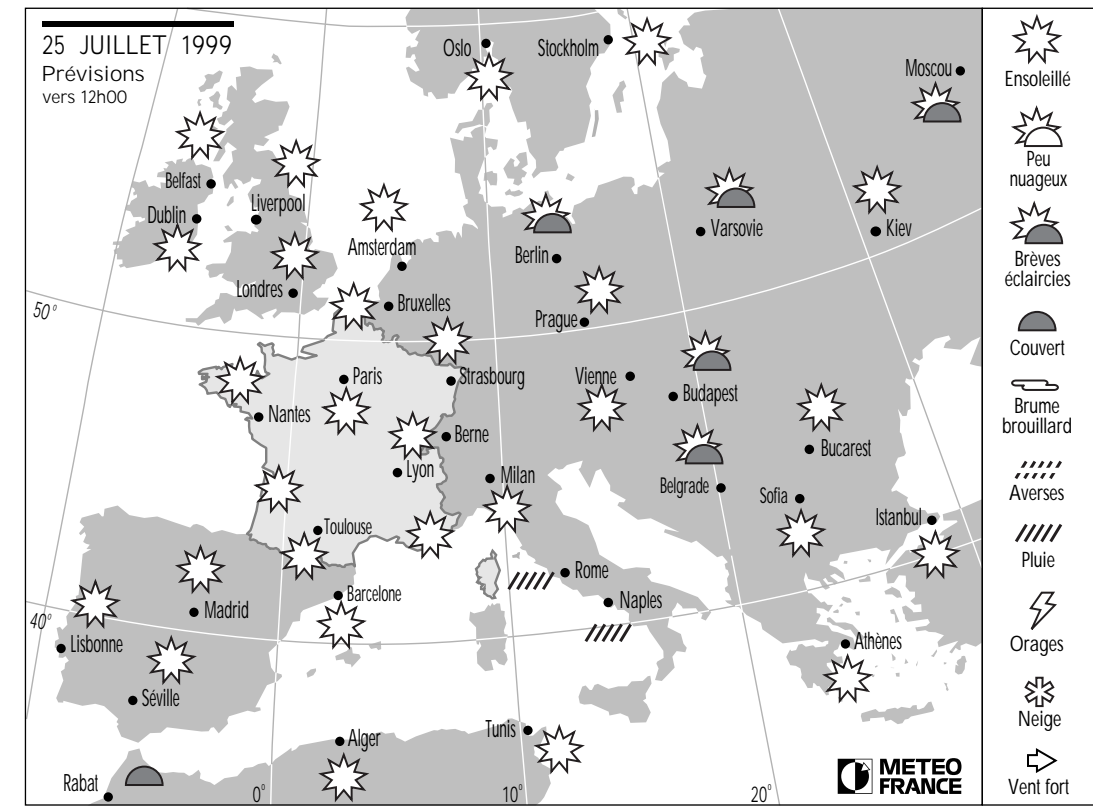 25 JUILLET 1999
Prévisions
vers 12h00
Oslo
Stockholm
Moscou
Belfast
Dublin
Liverpool
Amsterdam
Londres
Bruxelles
Berlin
Varsovie
Kiev
Prague
50°
Paris
Strasbourg
Nantes
Berne
Lyon
Vienne
Budapest
Bucarest
Milan
Belgrade
Sofia
Istanbul
Toulouse
Barcelone
Rome
Naples
Madrid
40°
Lisbonne
Séville
Athènes
Alger
Tunis
Rabat
0°
10°
20°
METEO
FRANCE
Ensoleillé
Peu
nuageux
Brèves
éclaircies
Couvert
Brume
brouillard
Averses
Pluie
Orages
Neige
Vent fort